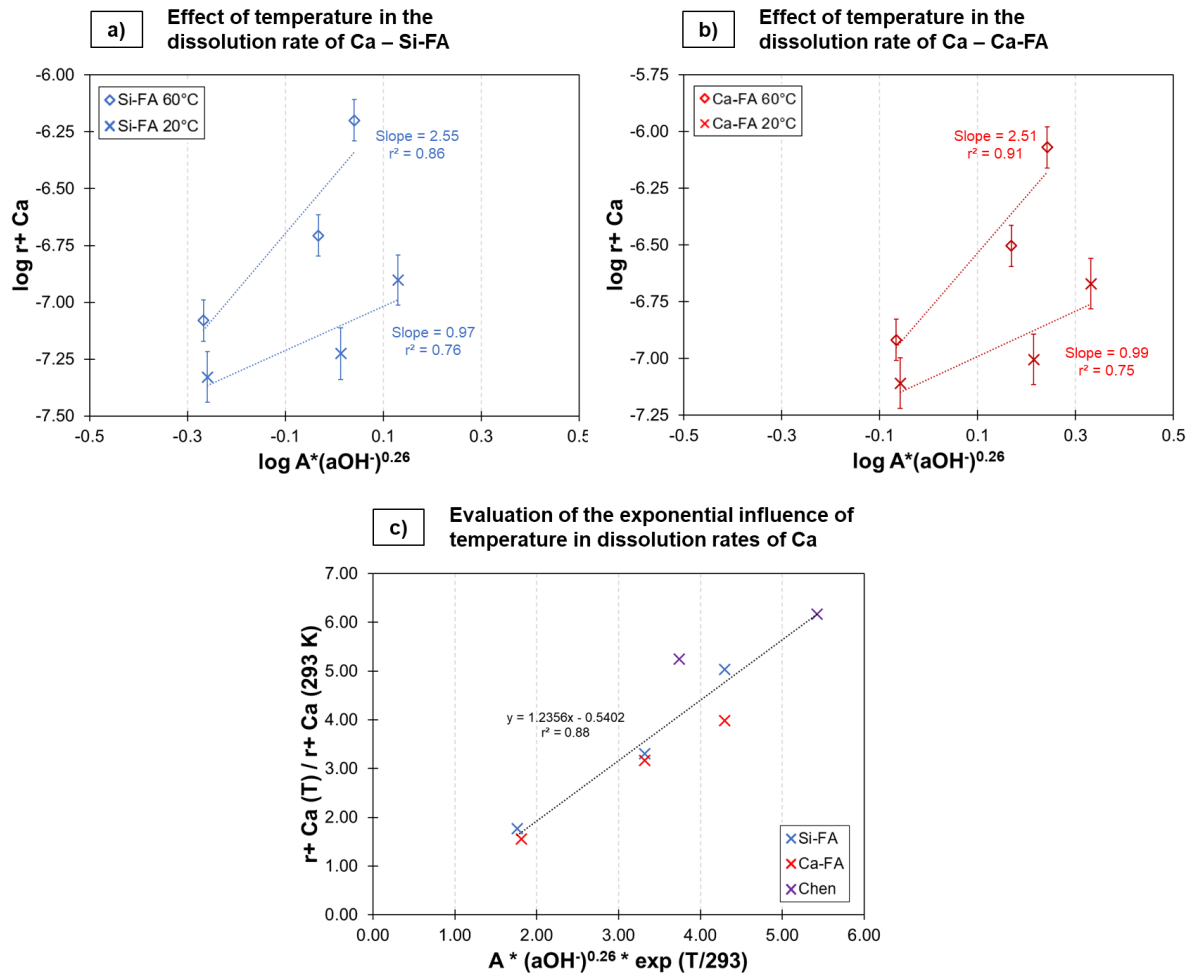 a)
Effect of temperature in the
dissolution rate of Ca – Si-FA
-6.00
-6.25
-6.50
-6.75
-7.00
-7.25
-7.50
log r+ Ca
Si-FA 60°C
Si-FA 20°C
Slope = 2.55
r² = 0.86
Slope = 0.97
r² = 0.76
-0.5
-0.3
-0.1
0.1
0.3
0.5
log A*(aOH-)0.26
b)
Effect of temperature in the
dissolution rate of Ca – Ca-FA
-5.75
-6.00
-6.25
-6.50
-6.75
-7.00
-7.25
log r+ Ca
Ca-FA 60°C
Ca-FA 20°C
Slope = 2.51
r² = 0.91
Slope = 0.99
r² = 0.75
-0.5
-0.3
-0.1
0.1
0.3
0.5
log A*(aOH-)0.26
c)
Evaluation of the exponential influence of
temperature in dissolution rates of Ca
7.00
6.00
5.00
4.00
3.00
2.00
1.00
0.00
r+ Ca (T) / r+ Ca (293 K)
y = 1.2356x - 0.5402
r² = 0.88
Si-FA
Ca-FA
Chen
0.00
1.00
2.00
3.00
4.00
5.00
6.00
A * (aOH-)0.26 * exp (T/293)